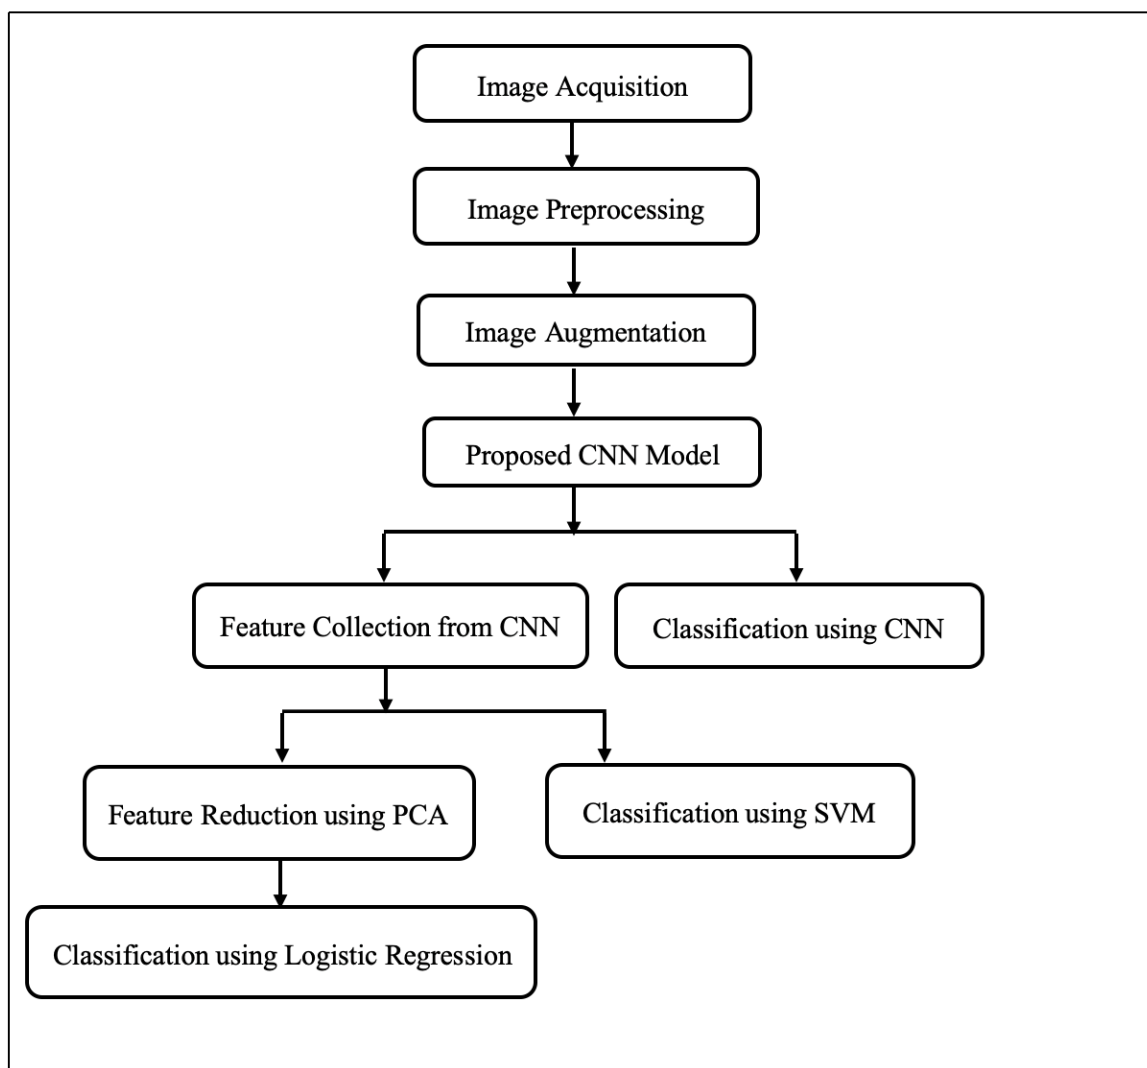 Image Acquisition
Image Preprocessing
Image Augmentation
Proposed CNN Model
Feature Collection from CNN
Classification using CNN
Feature Reduction using PCA
Classification using SVM
Classification using Logistic Regression